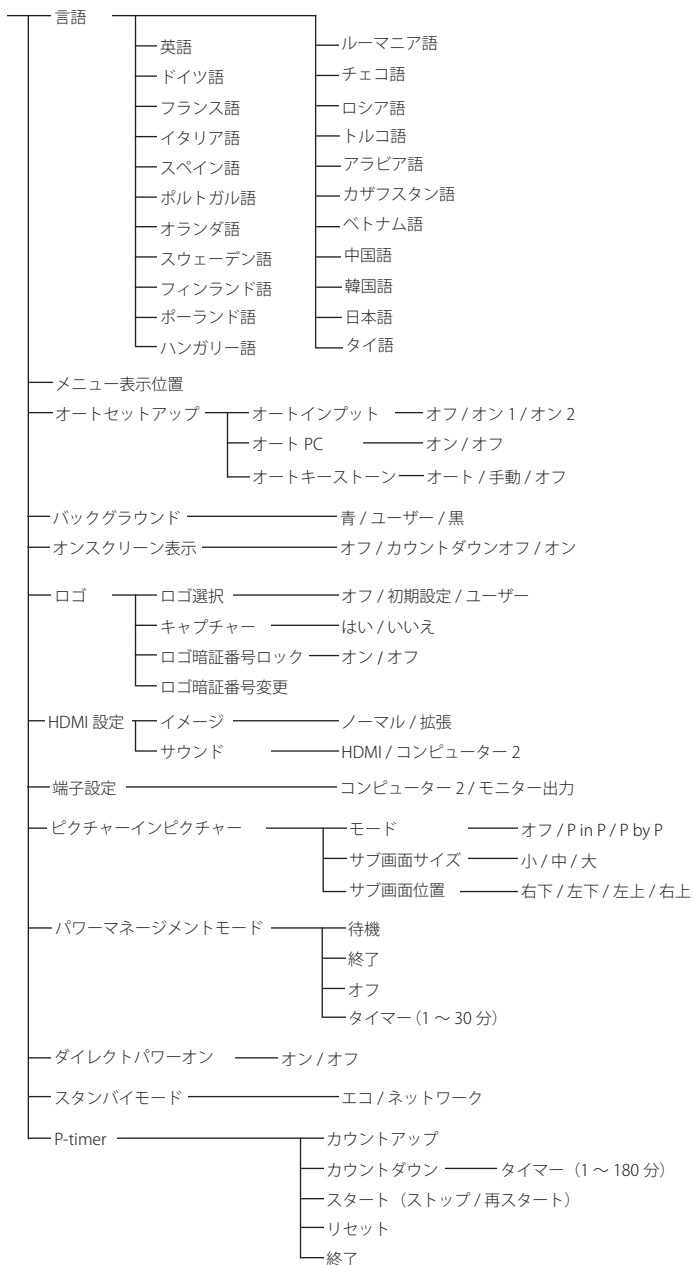 言語
英語
ドイツ語
フランス語
イタリア語
スペイン語
ポルトガル語
オランダ語
スウェーデン語
フィンランド語
ポーランド語
ハンガリー語
ルーマニア語
チェコ語
ロシア語
トルコ語
アラビア語
カザフスタン語
ベトナム語
中国語
韓国語
日本語
タイ語
メニュー表示位置
オートセットアップ オートインプット オフ / オン 1 / オン 2
オート PC オン / オフ
オートキーストーン オート / 手動 / オフ
バックグラウンド 青 / ユーザー / 黒
オンスクリーン表示 オフ / カウントダウンオフ / オン
ロゴ ロゴ選択 オフ / 初期設定 / ユーザー
キャプチャー はい / いいえ
ロゴ暗証番号ロック オン / オフ
ロゴ暗証番号変更
HDMI 設定 イメージ ノーマル / 拡張
サウンド HDMI / コンピューター 2
端子設定 コンピューター 2 / モニター出力
ピクチャーインピクチャー モード オフ / P in P / P by P
サブ画面サイズ 小 / 中 / 大
サブ画面位置 右下 / 左下 / 左上 / 右上
パワーマネージメントモード 待機
終了
オフ
タイマー（1 ～ 30 分）
ダイレクトパワーオン オン / オフ
スタンバイモード エコ / ネットワーク
P-timer カウントアップ
カウントダウン タイマー（1 ～ 180 分）
スタート（ストップ / 再スタート）
リセット
終了